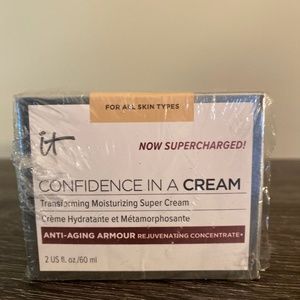 FOR ALL SKIN TYPES
it
NOW SUPERCHARGED!
CONFIDENCE IN A CREAM
Transforming Moisturizing Super Cream
Crème Hydratante et Métamorphosante
ANTI-AGING ARMOUR REJUVENATING CONCENTRATE+
2 US fl. oz/60 ml